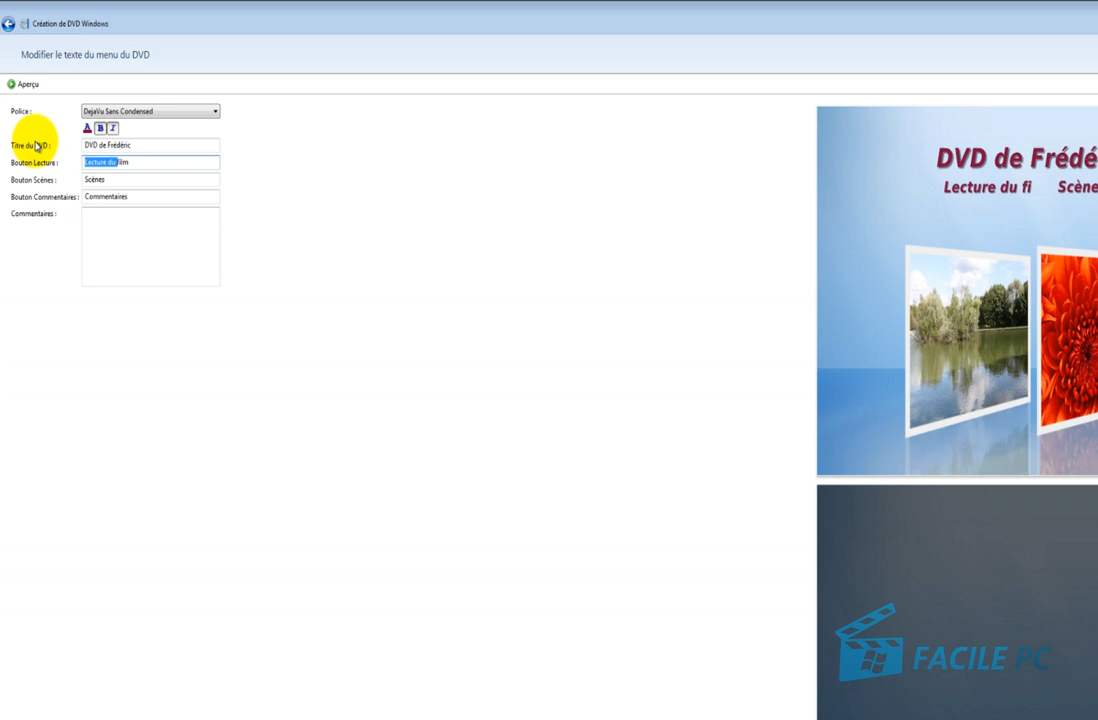 Création de DVD Windows
Modifier le texte du menu du DVD
Aperçu
Police :
DejaVu Sans Condensed
A B I
Titre du DVD :
DVD de Frédéric
Bouton Lecture :
Lecture du film
Bouton Scènes :
Scènes
Bouton Commentaires :
Commentaires
Commentaires :
DVD de Frédé
Lecture du fi Scène
FACILE PC